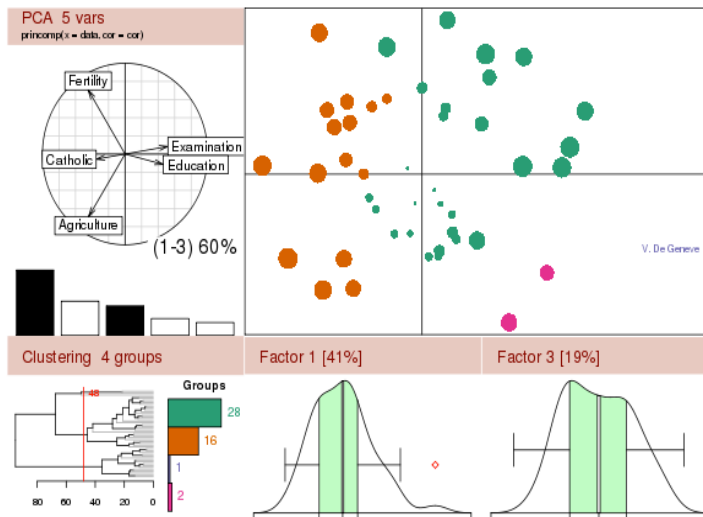 PCA 5 vars
princomp(x = data, cor = cor)
Fertility
Examination
Catholic
Education
Agriculture
(1-3) 60%
V. De Geneve
Clustering 4 groups
Factor 1 [41%]
Factor 3 [19%]
Groups
48
28
16
1
2
80 60 40 20 0